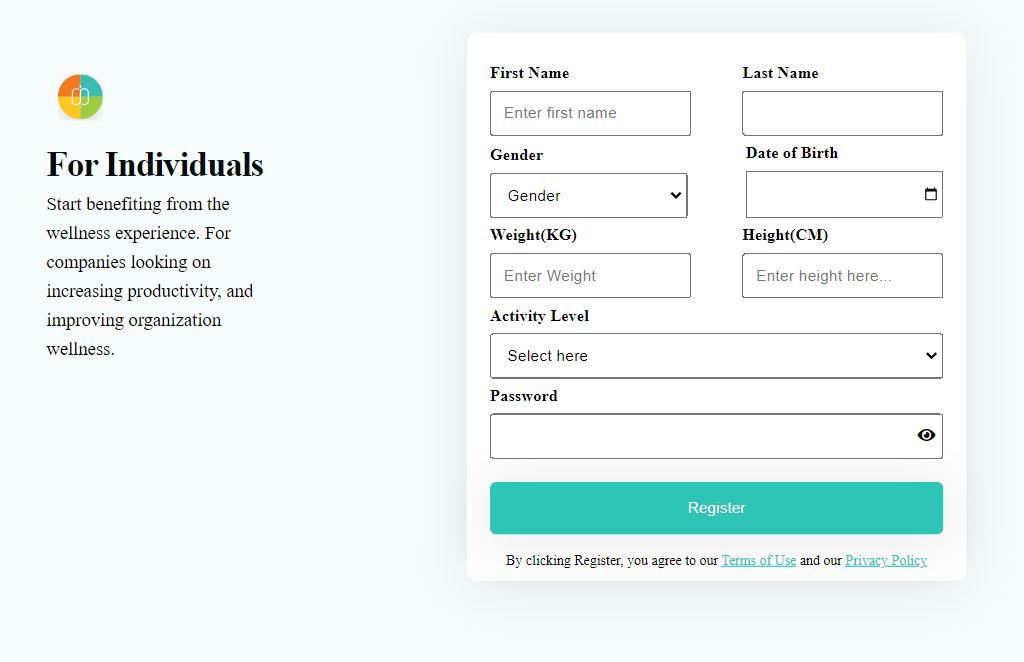 For Individuals
Start benefiting from the
wellness experience. For
companies looking on
increasing productivity, and
improving organization
wellness.
First Name
Last Name
Enter first name
Gender
Date of Birth
Gender
Weight(KG)
Height(CM)
Enter Weight
Enter height here...
Activity Level
Select here
Password
Register
By clicking Register, you agree to our Terms of Use and our Privacy Policy